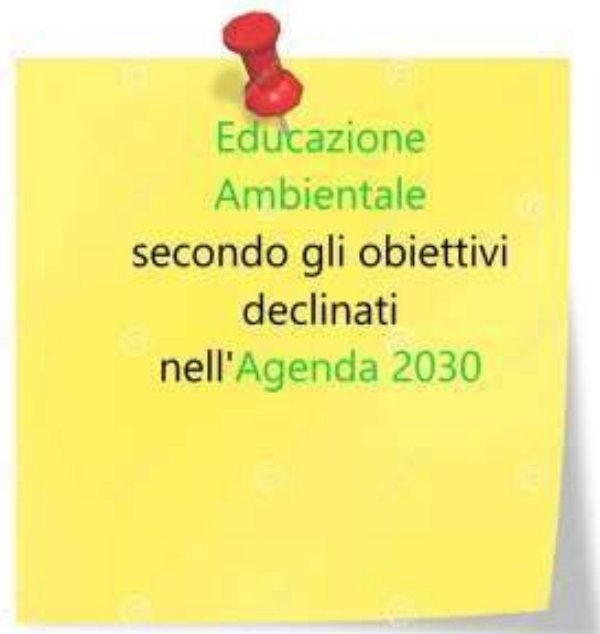 Educazione
Ambientale
secondo gli obiettivi
declinati
nell'Agenda 2030